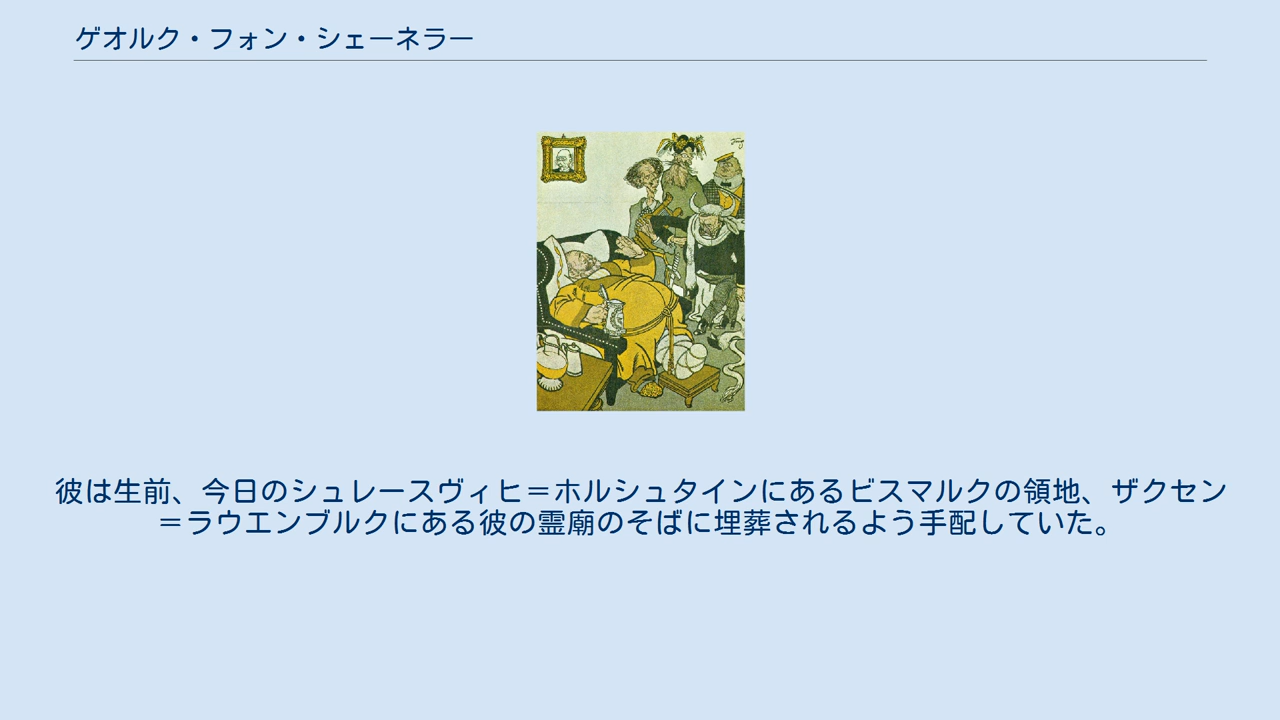 ゲオルク・フォン・シェーネラー
彼は生前、今日のシュレースヴィヒ＝ホルシュタインにあるビスマルクの領地、ザクセン
＝ラウエンブルクにある彼の霊廟のそばに埋葬されるよう手配していた。